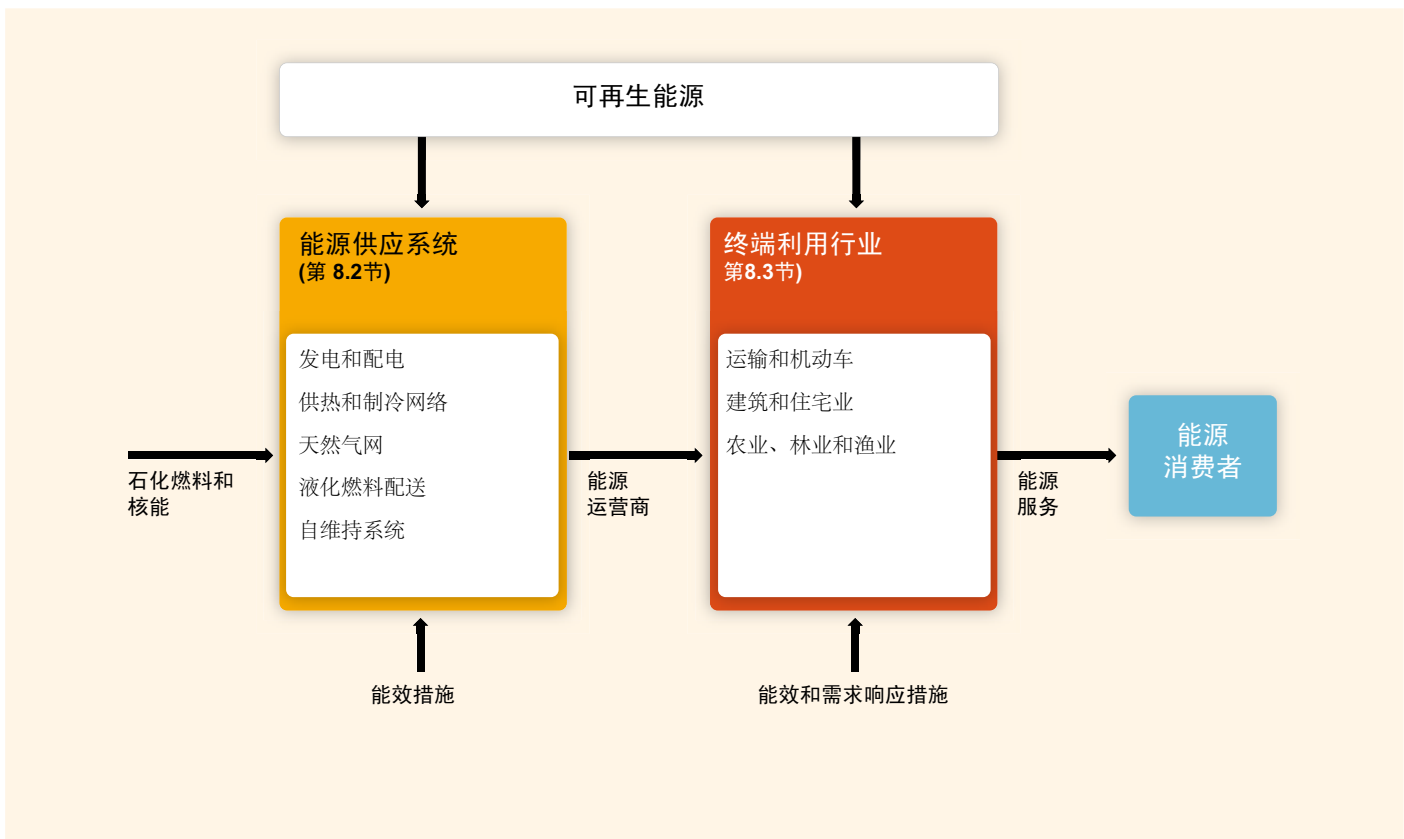 可再生能源
能源供应系统
(第 8.2节)
发电和配电
供热和制冷网络
天然气网
液化燃料配送
自维持系统
终端利用行业
第8.3节)
运输和机动车
建筑和住宅业
农业、林业和渔业
石化燃料和
核能
能源
运营商
能源
服务
能源
消费者
能效措施
能效和需求响应措施